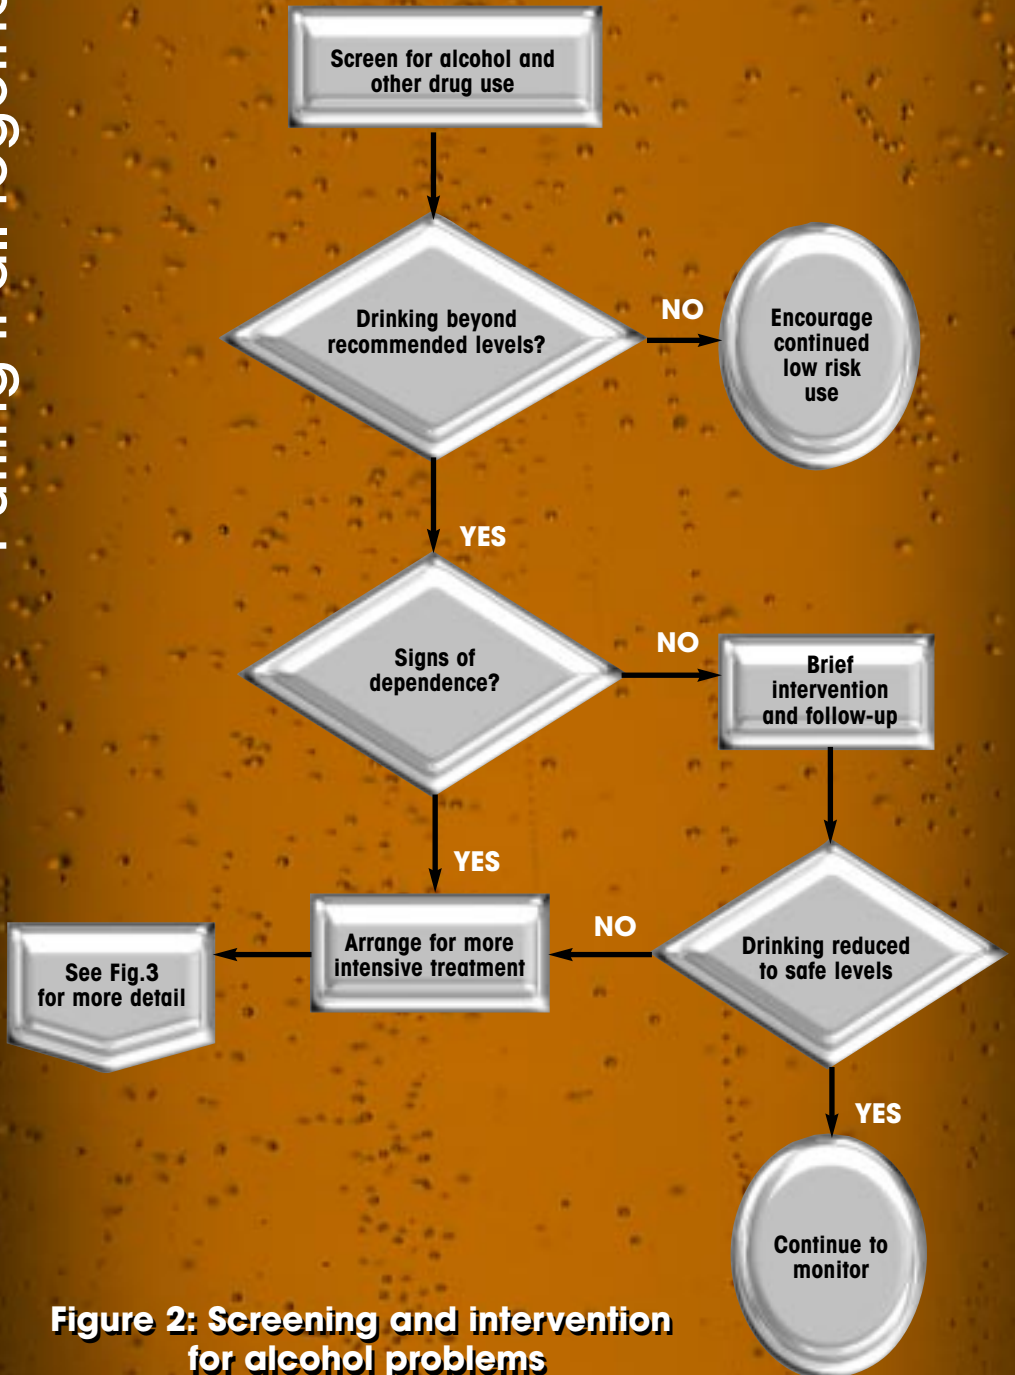 Screen for alcohol and
other drug use
Drinking beyond
recommended levels?
NO
Encourage
continued
low risk
use
YES
Signs of
dependence?
NO
Brief
intervention
and follow-up
YES
Arrange for more
intensive treatment
NO
Drinking reduced
to safe levels
See Fig.3
for more detail
YES
Continue to
monitor
Figure 2: Screening and intervention
for alcohol problems